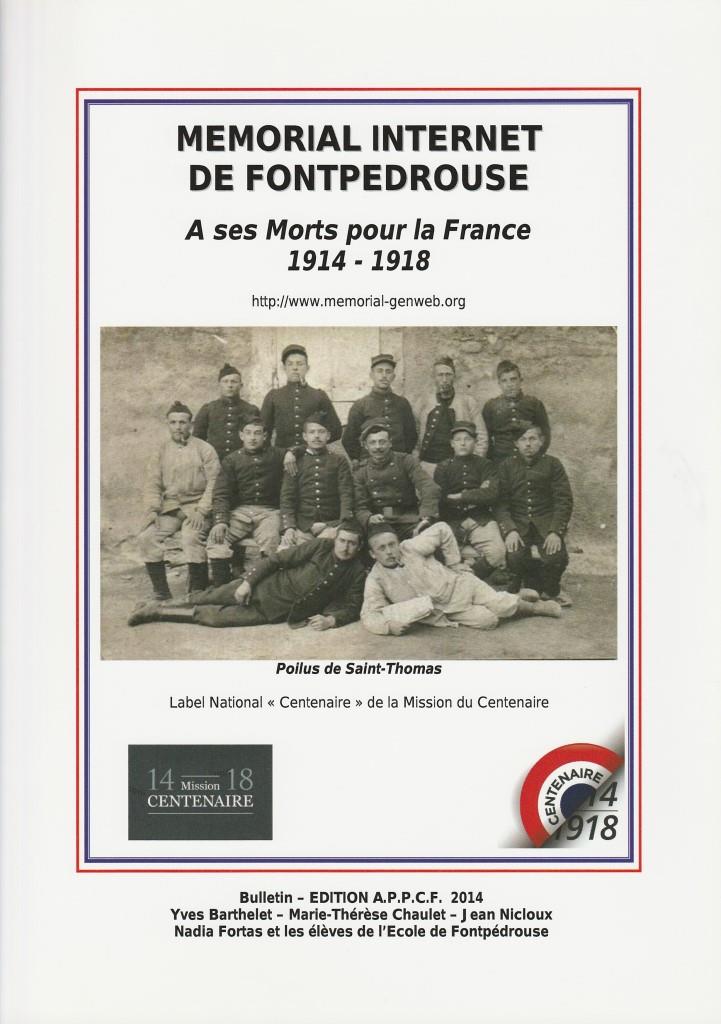 MEMORIAL INTERNET
DE FONTPEDROUSE
A ses Morts pour la France
1914 - 1918
http://www.memorial-genweb.org
Poilus de Saint-Thomas
Label National « Centenaire » de la Mission du Centenaire
14 — 18
Mission
CENTENAIRE
CENTENAIRE
14
1918
Bulletin – EDITION A.P.P.C.F. 2014
Yves Barthelet – Marie-Thérèse Chaulet – Jean Nicloux
Nadia Fortas et les élèves de l'Ecole de Fontpédrouse